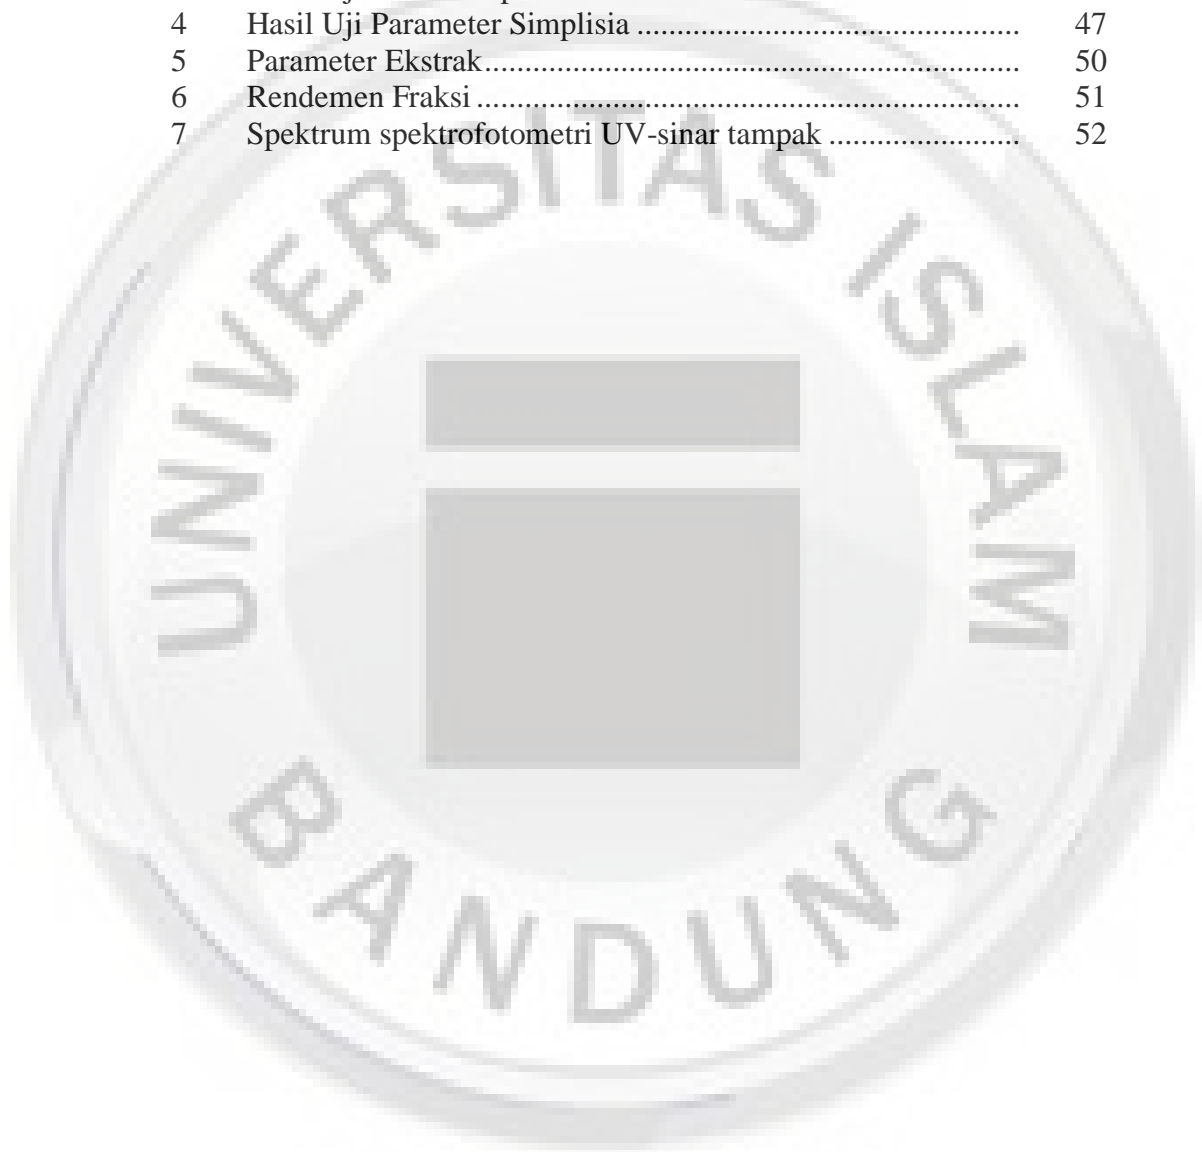 4 Hasil Uji Parameter Simplisia ............................................... 47
5 Parameter Ekstrak.................................................................. 50
6 Rendemen Fraksi ................................................................... 51
7 Spektrum spektrofotometri UV-sinar tampak ....................... 52
UNIVERSITAS ISLAM
BANDUNG